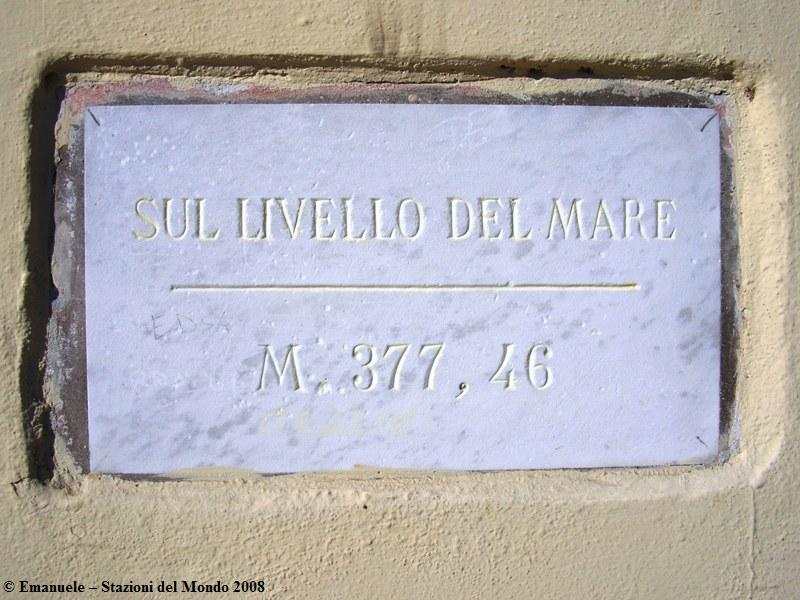 SUL LIVELLO DEL MARE
M. 377, 46
© Emanuele – Stazioni del Mondo 2008